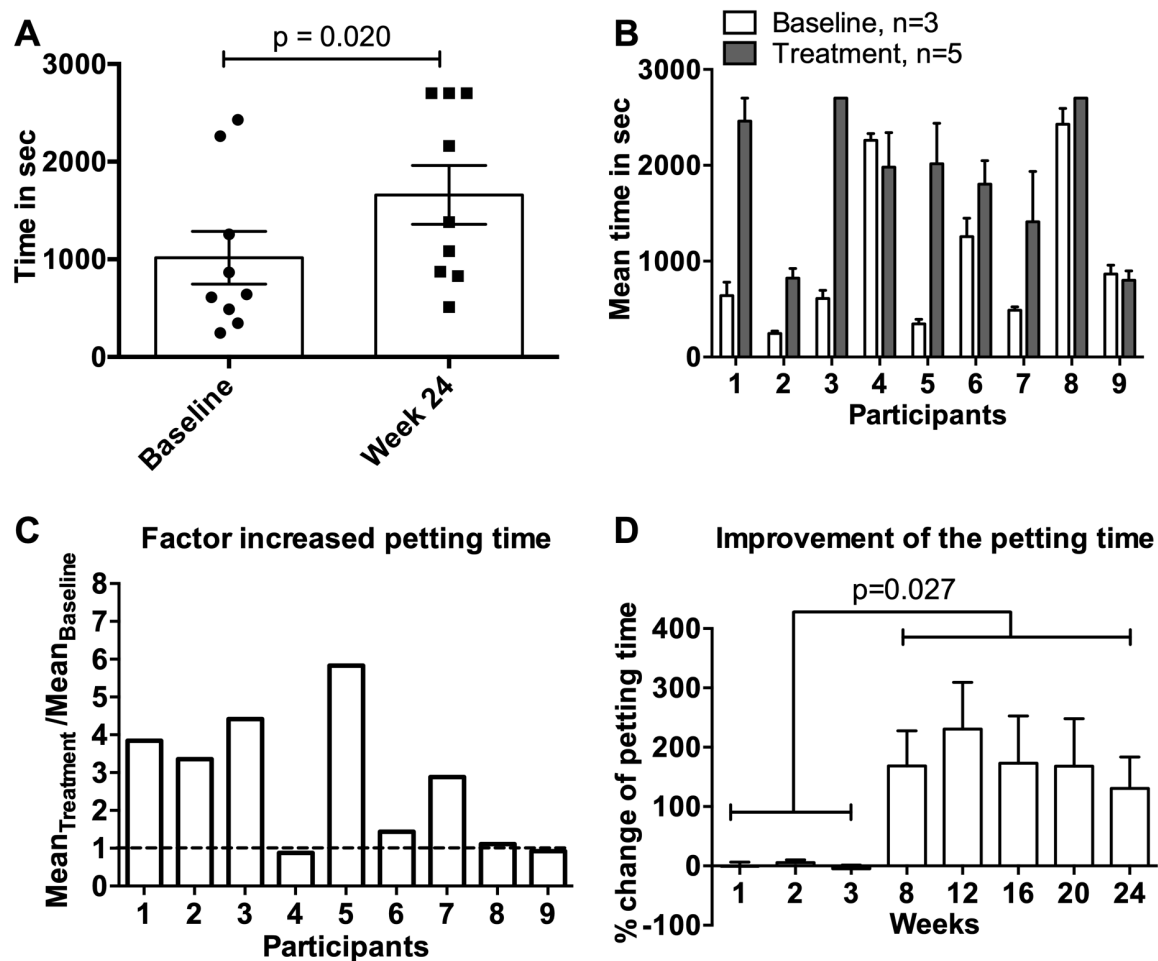 A
p = 0.020
Time in sec
3000
2000
1000
0
Baseline
Week 24
B
Baseline, n=3
Treatment, n=5
Mean time in sec
3000
2000
1000
0
1 2 3 4 5 6 7 8 9
Participants
C
Factor increased petting time
MeanTreatment/MeanBaseline
8
7
6
5
4
3
2
1
0
1 2 3 4 5 6 7 8 9
Participants
D
Improvement of the petting time
p=0.027
% change of petting time
400
300
200
100
0
-100
1 2 3 8 12 16 20 24
Weeks